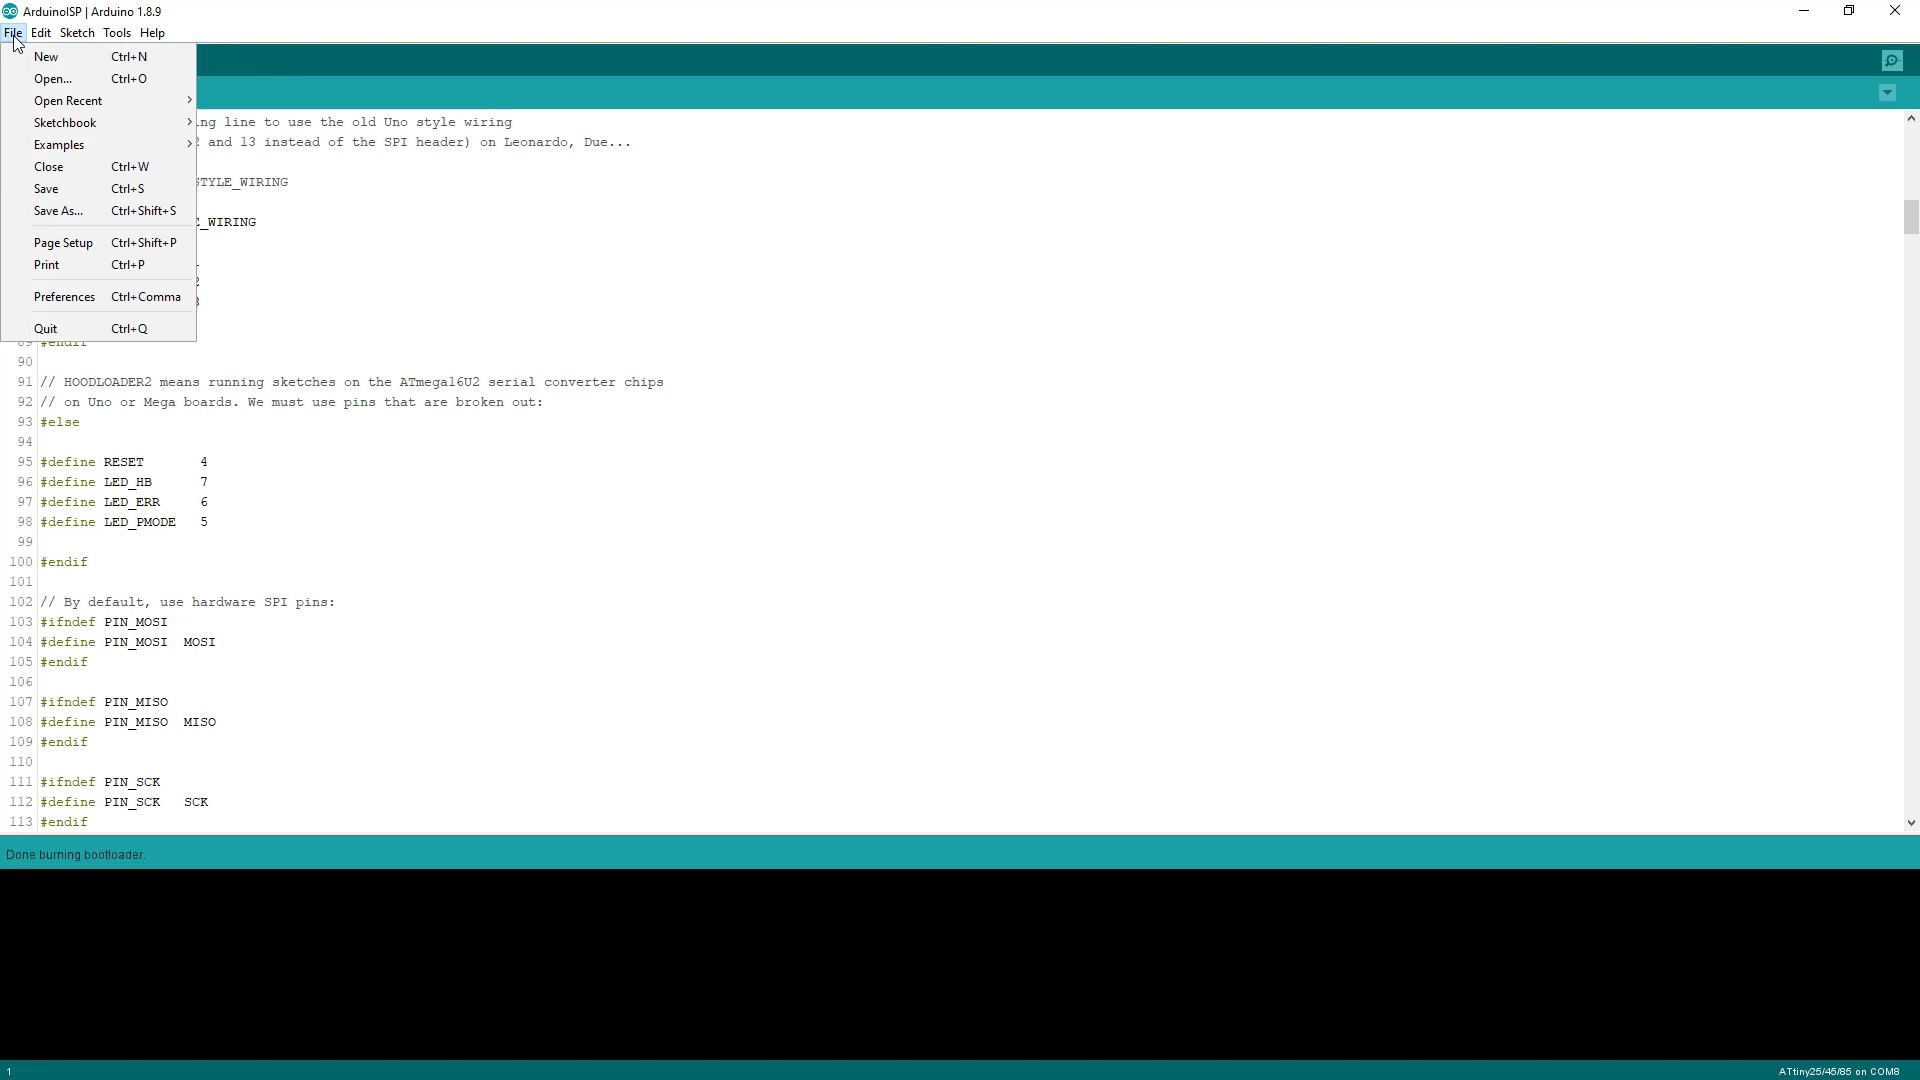 ArduinoISP | Arduino 1.8.9
File Edit Sketch Tools Help
New Ctrl+N
Open... Ctrl+O
Open Recent
Sketchbook
Examples
Close Ctrl+W
Save Ctrl+S
Save As... Ctrl+Shift+S
Page Setup Ctrl+Shift+P
Print Ctrl+P
Preferences Ctrl+Comma
Quit Ctrl+Q
ng line to use the old Uno style wiring
2 and 13 instead of the SPI header) on Leonardo, Due...
STYLE_WIRING
E_WIRING
2
3
89 #endif
90
91 // HOODLOADER2 means running sketches on the ATmega16U2 serial converter chips
92 // on Uno or Mega boards. We must use pins that are broken out:
93 #else
94
95 #define RESET 4
96 #define LED_HB 7
97 #define LED_ERR 6
98 #define LED_PMODE 5
99
100 #endif
101
102 // By default, use hardware SPI pins:
103 #ifndef PIN_MOSI
104 #define PIN_MOSI MOSI
105 #endif
106
107 #ifndef PIN_MISO
108 #define PIN_MISO MISO
109 #endif
110
111 #ifndef PIN_SCK
112 #define PIN_SCK SCK
113 #endif
Done burning bootloader.
1 ATtiny25/45/85 on COM8